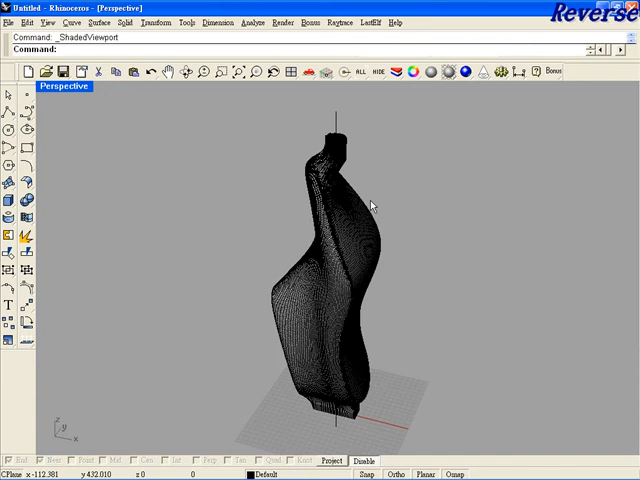 Untitled - Rhinoceros - [Perspective]
Reverse
File Edit View Curve Surface Solid Transform Tools Dimension Analyze Render Bonus Raytrace LastElf Help
Command: _ShadedViewport
Command:
ALL HIDE Bonus
Perspective
T
z
y
x
End Near Point Mid Cen Int Perp Tan Quad Knot Project Disable
CPlane x -112.381 y 432.010 z 0 0 Default Snap Ortho Planar Osnap